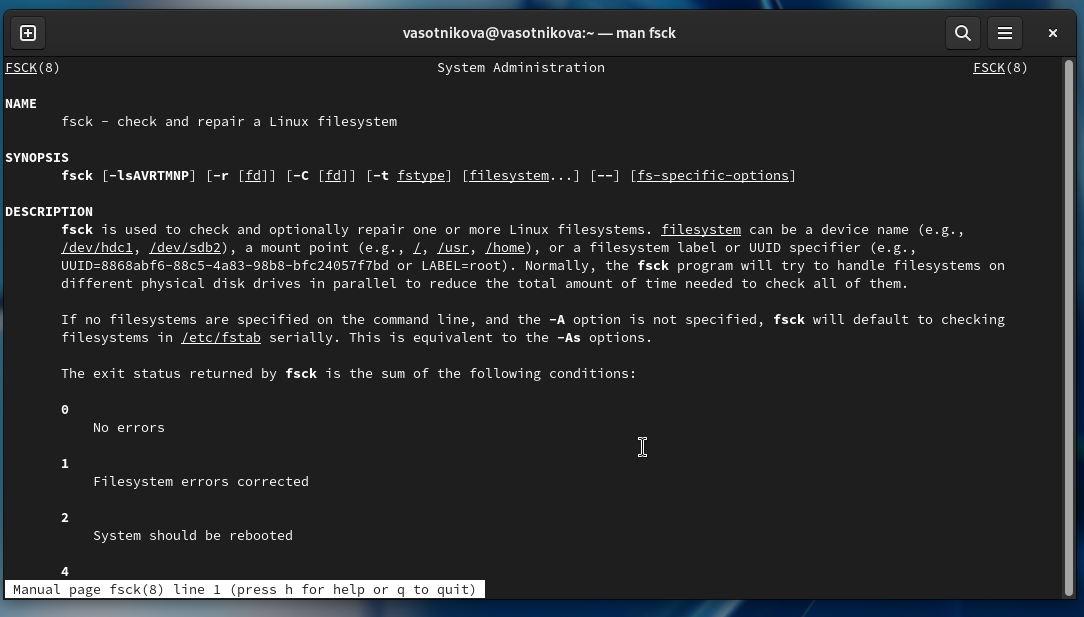 vasotnikova@vasotnikova:~ — man fsck
FSCK(8) System Administration FSCK(8)
NAME
fsck - check and repair a Linux filesystem
SYNOPSIS
fsck [-lsAVRTMNP] [-r [fd]] [-C [fd]] [-t fstype] [filesystem...] [--] [fs-specific-options]
DESCRIPTION
fsck is used to check and optionally repair one or more Linux filesystems. filesystem can be a device name (e.g.,
/dev/hdc1, /dev/sdb2), a mount point (e.g., /, /usr, /home), or a filesystem label or UUID specifier (e.g.,
UUID=8868abf6-88c5-4a83-98b8-bfc24057f7bd or LABEL=root). Normally, the fsck program will try to handle filesystems on
different physical disk drives in parallel to reduce the total amount of time needed to check all of them.
If no filesystems are specified on the command line, and the -A option is not specified, fsck will default to checking
filesystems in /etc/fstab serially. This is equivalent to the -As options.
The exit status returned by fsck is the sum of the following conditions:
0
No errors
1
Filesystem errors corrected
2
System should be rebooted
4
Manual page fsck(8) line 1 (press h for help or q to quit)